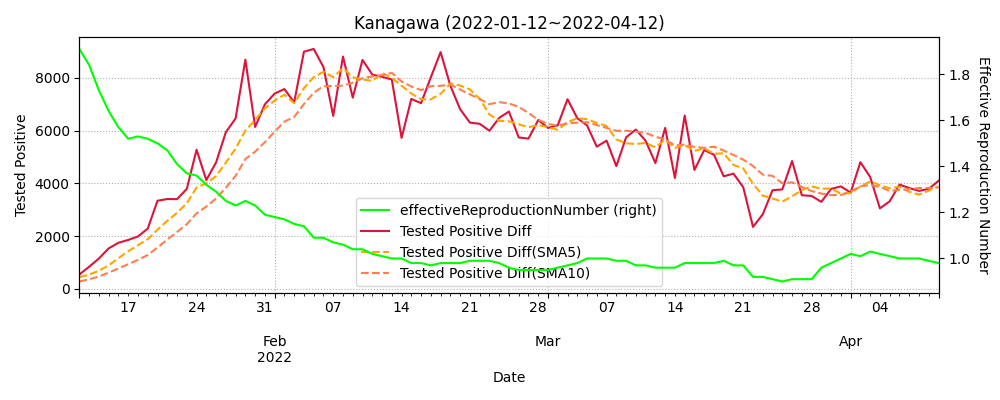 Kanagawa (2022-01-12~2022-04-12)
Tested Positive
8000
6000
4000
2000
0
1.8
1.6
1.4
1.2
1.0
Effective Reproduction Number
effectiveReproductionNumber (right)
Tested Positive Diff
Tested Positive Diff(SMA5)
Tested Positive Diff(SMA10)
17 24 31 07 14 21 28 07 14 21 28 04
Feb Mar Apr
2022
Date